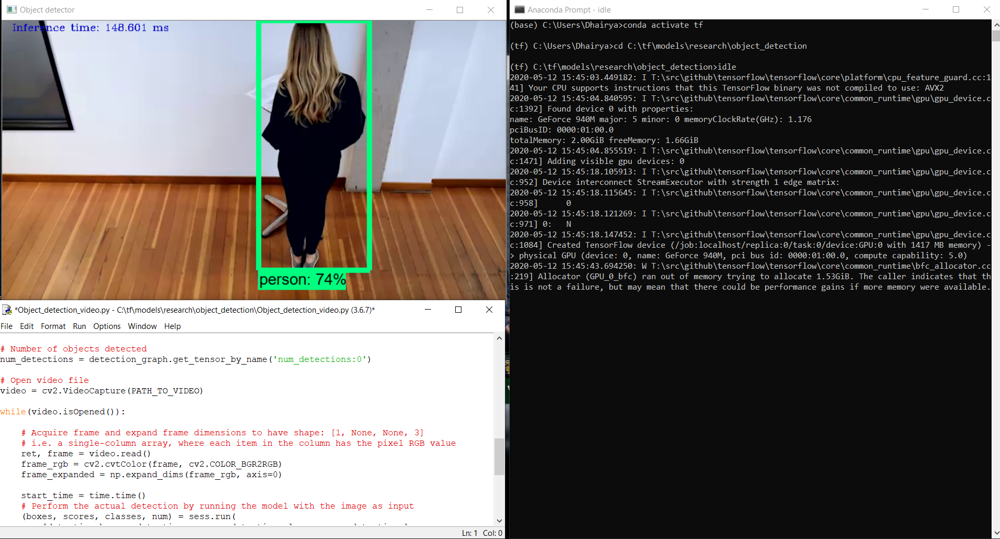 Object detector
Inference time: 148.601 ms
person: 74%
*Object_detection_video.py - C:\tf\models\research\object_detection\Object_detection_video.py (3.6.7)*
File Edit Format Run Options Window Help
# Number of objects detected
num_detections = detection_graph.get_tensor_by_name('num_detections:0')
# Open video file
video = cv2.VideoCapture(PATH_TO_VIDEO)
while(video.isOpened()):
# Acquire frame and expand frame dimensions to have shape: [1, None, None, 3]
# i.e. a single-column array, where each item in the column has the pixel RGB value
ret, frame = video.read()
frame_rgb = cv2.cvtColor(frame, cv2.COLOR_BGR2RGB)
frame_expanded = np.expand_dims(frame_rgb, axis=0)
start_time = time.time()
# Perform the actual detection by running the model with the image as input
(boxes, scores, classes, num) = sess.run(
Ln: 1 Col: 0
Anaconda Prompt - idle
(base) C:\Users\Dhairya>conda activate tf
(tf) C:\Users\Dhairya>cd C:\tf\models\research\object_detection
(tf) C:\tf\models\research\object_detection>idle
2020-05-12 15:45:03.449182: I T:\src\github\tensorflow\tensorflow\core\platform\cpu_feature_guard.cc:1
41] Your CPU supports instructions that this TensorFlow binary was not compiled to use: AVX2
2020-05-12 15:45:04.840595: I T:\src\github\tensorflow\tensorflow\core\common_runtime\gpu\gpu_device.c
c:1392] Found device 0 with properties:
name: GeForce 940M major: 5 minor: 0 memoryClockRate(GHz): 1.176
pciBusID: 0000:01:00.0
totalMemory: 2.00GiB freeMemory: 1.66GiB
2020-05-12 15:45:04.855519: I T:\src\github\tensorflow\tensorflow\core\common_runtime\gpu\gpu_device.c
c:1471] Adding visible gpu devices: 0
2020-05-12 15:45:18.105913: I T:\src\github\tensorflow\tensorflow\core\common_runtime\gpu\gpu_device.c
c:952] Device interconnect StreamExecutor with strength 1 edge matrix:
2020-05-12 15:45:18.115645: I T:\src\github\tensorflow\tensorflow\core\common_runtime\gpu\gpu_device.c
c:958]      0
2020-05-12 15:45:18.121269: I T:\src\github\tensorflow\tensorflow\core\common_runtime\gpu\gpu_device.c
c:971] 0:   N
2020-05-12 15:45:18.147452: I T:\src\github\tensorflow\tensorflow\core\common_runtime\gpu\gpu_device.c
c:1084] Created TensorFlow device (/job:localhost/replica:0/task:0/device:GPU:0 with 1417 MB memory) -
> physical GPU (device: 0, name: GeForce 940M, pci bus id: 0000:01:00.0, compute capability: 5.0)
2020-05-12 15:45:43.694250: W T:\src\github\tensorflow\tensorflow\core\common_runtime\bfc_allocator.cc
:219] Allocator (GPU_0_bfc) ran out of memory trying to allocate 1.53GiB. The caller indicates that th
is is not a failure, but may mean that there could be performance gains if more memory were available.